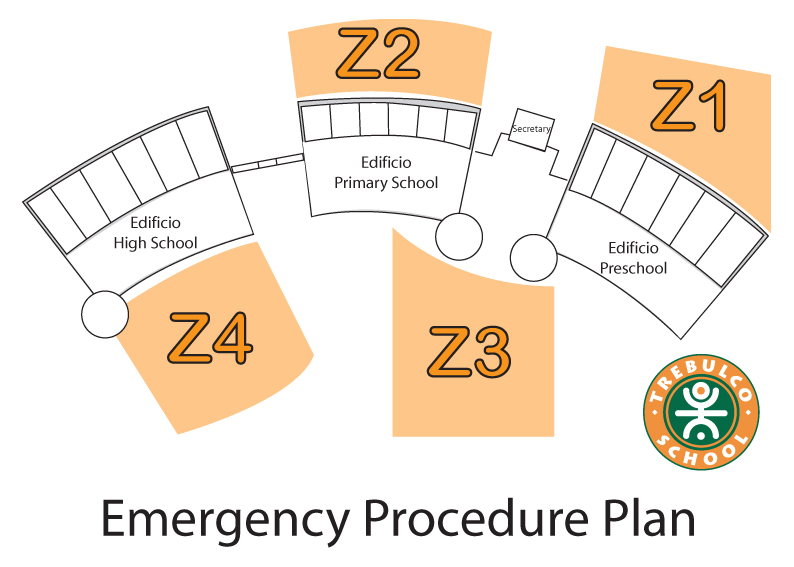 Z2
Z1
Secretary
Edificio
Primary School
Edificio
High School
Edificio
Preschool
Z4
Z3
TREBULCO
SCHOOL
Emergency Procedure Plan